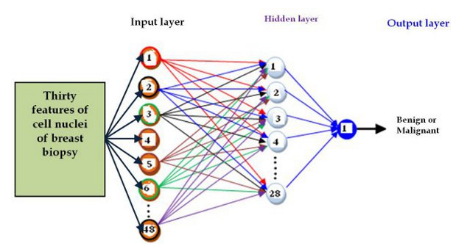 Input layer
Hidden layer
Output layer
Thirty
features of
cell nuclei
of breast
biopsy
1
2
3
4
5
6
48
1
2
3
4
28
1
Benign or
Malignant